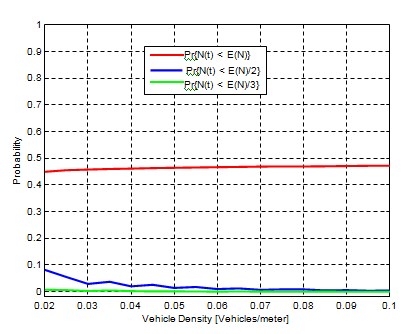 1
0.9
0.8
0.7
0.6
0.5
0.4
0.3
0.2
0.1
0
Probability
Pr{N(t) < E(N)}
Pr{N(t) < E(N)/2}
Pr{N(t) < E(N)/3}
0.02 0.03 0.04 0.05 0.06 0.07 0.08 0.09 0.1
Vehicle Density [Vehicles/meter]